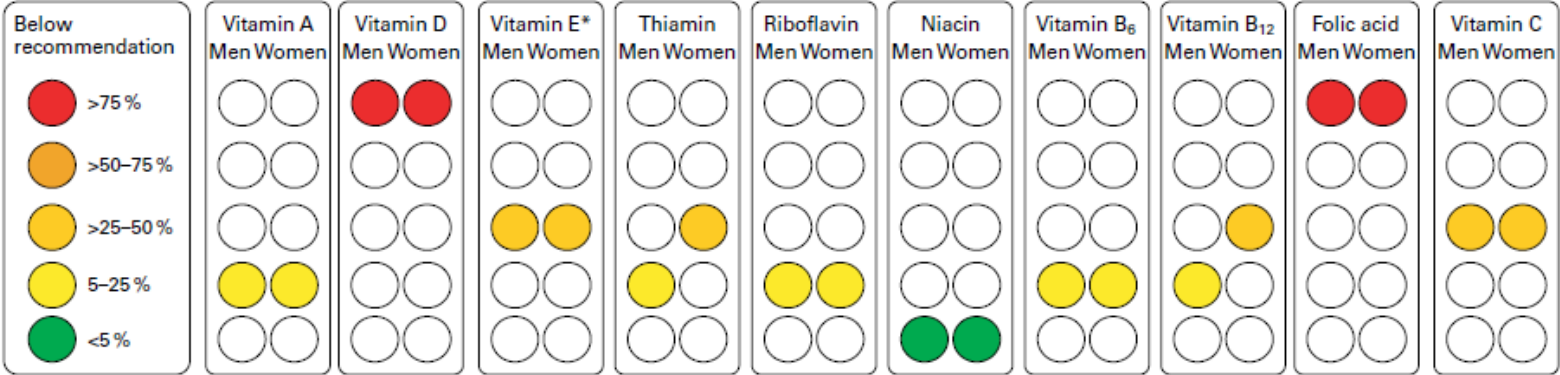 Below
recommendation
>75 %
>50–75 %
>25–50 %
5–25 %
<5 %
Vitamin A
Men Women
Vitamin D
Men Women
Vitamin E*
Men Women
Thiamin
Men Women
Riboflavin
Men Women
Niacin
Men Women
Vitamin B₆
Men Women
Vitamin B₁₂
Men Women
Folic acid
Men Women
Vitamin C
Men Women